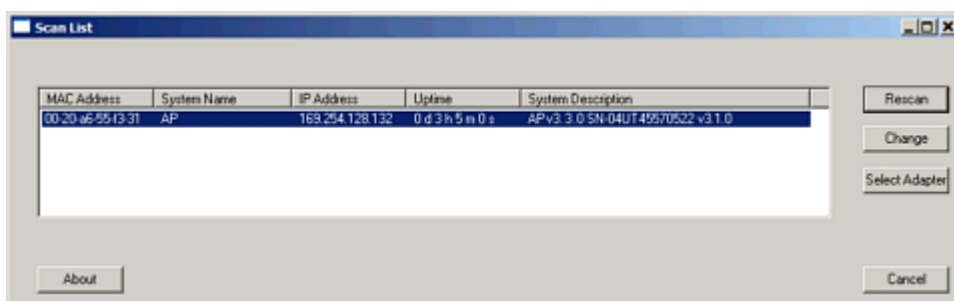 Scan List
MAC Address System Name IP Address Uptime System Description
00-20-a6-55-f3-31 AP 169.254.128.132 0 d 3 h 5 m 0 s AP v3.3.0 SN-04UT45570522 v3.1.0
Rescan
Change
Select Adapter
About Cancel